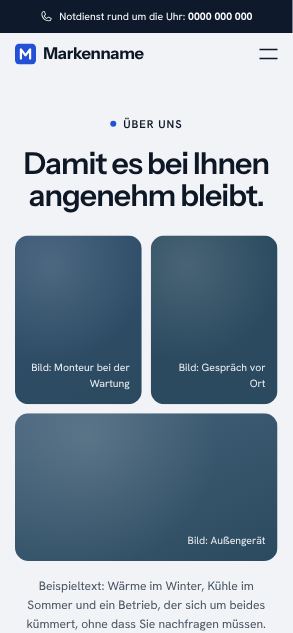 Notdienst rund um die Uhr: 0000 000 000
M Markenname
ÜBER UNS
Damit es bei Ihnen
angenehm bleibt.
Bild: Monteur bei der
Wartung
Bild: Gespräch vor
Ort
Bild: Außengerät
Beispieltext: Wärme im Winter, Kühle im
Sommer und ein Betrieb, der sich um beides
kümmert, ohne dass Sie nachfragen müssen.